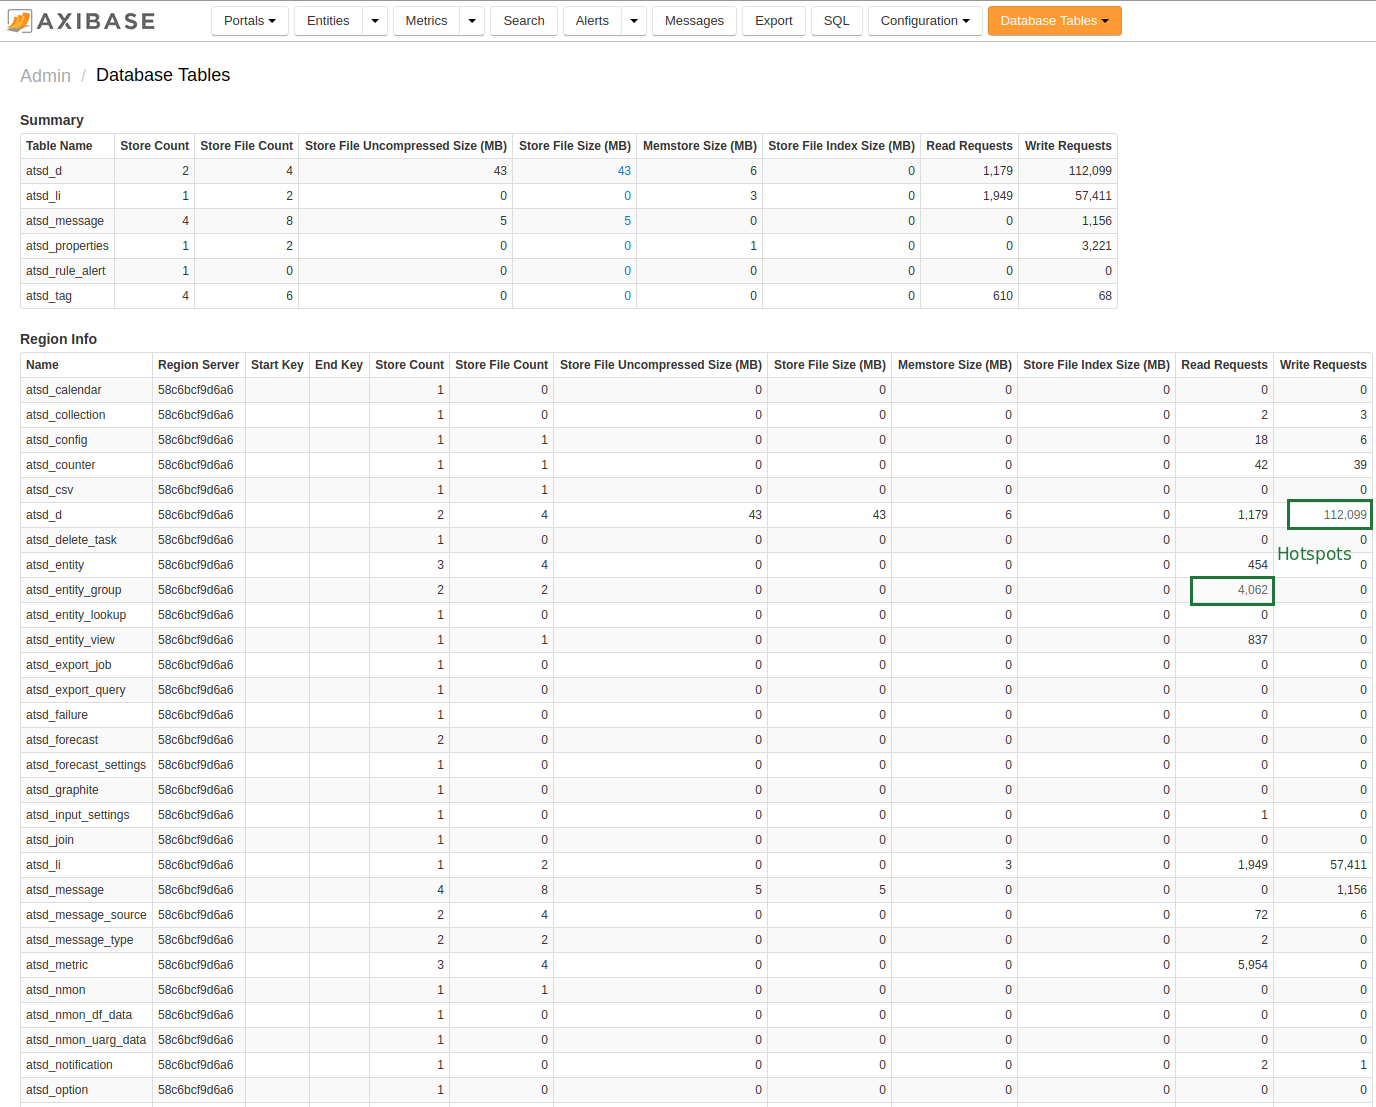 AXIBASE Portals Entities Metrics Search Alerts Messages Export SQL Configuration Database Tables
Admin / Database Tables
Summary
Table Name Store Count Store File Count Store File Uncompressed Size (MB) Store File Size (MB) Memstore Size (MB) Store File Index Size (MB) Read Requests Write Requests
atsd_d 2 4 43 43 6 0 1,179 112,099
atsd_li 1 2 0 0 3 0 1,949 57,411
atsd_message 4 8 5 5 0 0 0 1,156
atsd_properties 1 2 0 0 1 0 0 3,221
atsd_rule_alert 1 0 0 0 0 0 0 0
atsd_tag 4 6 0 0 0 0 610 68
Region Info
Name Region Server Start Key End Key Store Count Store File Count Store File Uncompressed Size (MB) Store File Size (MB) Memstore Size (MB) Store File Index Size (MB) Read Requests Write Requests
atsd_calendar 58c6bcf9d6a6 1 0 0 0 0 0 0 0
atsd_collection 58c6bcf9d6a6 1 0 0 0 0 0 2 3
atsd_config 58c6bcf9d6a6 1 1 0 0 0 0 18 6
atsd_counter 58c6bcf9d6a6 1 1 0 0 0 0 42 39
atsd_csv 58c6bcf9d6a6 1 1 0 0 0 0 0 0
atsd_d 58c6bcf9d6a6 2 4 43 43 6 0 1,179 112,099
atsd_delete_task 58c6bcf9d6a6 1 0 0 0 0 0 0 0
Hotspots
atsd_entity 58c6bcf9d6a6 3 4 0 0 0 0 454 0
atsd_entity_group 58c6bcf9d6a6 2 2 0 0 0 0 4,062 0
atsd_entity_lookup 58c6bcf9d6a6 1 0 0 0 0 0 0 0
atsd_entity_view 58c6bcf9d6a6 1 1 0 0 0 0 837 0
atsd_export_job 58c6bcf9d6a6 1 0 0 0 0 0 0 0
atsd_export_query 58c6bcf9d6a6 1 0 0 0 0 0 0 0
atsd_failure 58c6bcf9d6a6 1 0 0 0 0 0 0 0
atsd_forecast 58c6bcf9d6a6 2 0 0 0 0 0 0 0
atsd_forecast_settings 58c6bcf9d6a6 1 0 0 0 0 0 0 0
atsd_graphite 58c6bcf9d6a6 1 0 0 0 0 0 0 0
atsd_input_settings 58c6bcf9d6a6 1 0 0 0 0 0 1 0
atsd_join 58c6bcf9d6a6 1 0 0 0 0 0 0 0
atsd_li 58c6bcf9d6a6 1 2 0 0 3 0 1,949 57,411
atsd_message 58c6bcf9d6a6 4 8 5 5 0 0 0 1,156
atsd_message_source 58c6bcf9d6a6 2 4 0 0 0 0 72 6
atsd_message_type 58c6bcf9d6a6 2 2 0 0 0 0 2 0
atsd_metric 58c6bcf9d6a6 3 4 0 0 0 0 5,954 0
atsd_nmon 58c6bcf9d6a6 1 1 0 0 0 0 0 0
atsd_nmon_df_data 58c6bcf9d6a6 1 0 0 0 0 0 0 0
atsd_nmon_uarg_data 58c6bcf9d6a6 1 0 0 0 0 0 0 0
atsd_notification 58c6bcf9d6a6 1 0 0 0 0 0 2 1
atsd_option 58c6bcf9d6a6 1 0 0 0 0 0 0 0